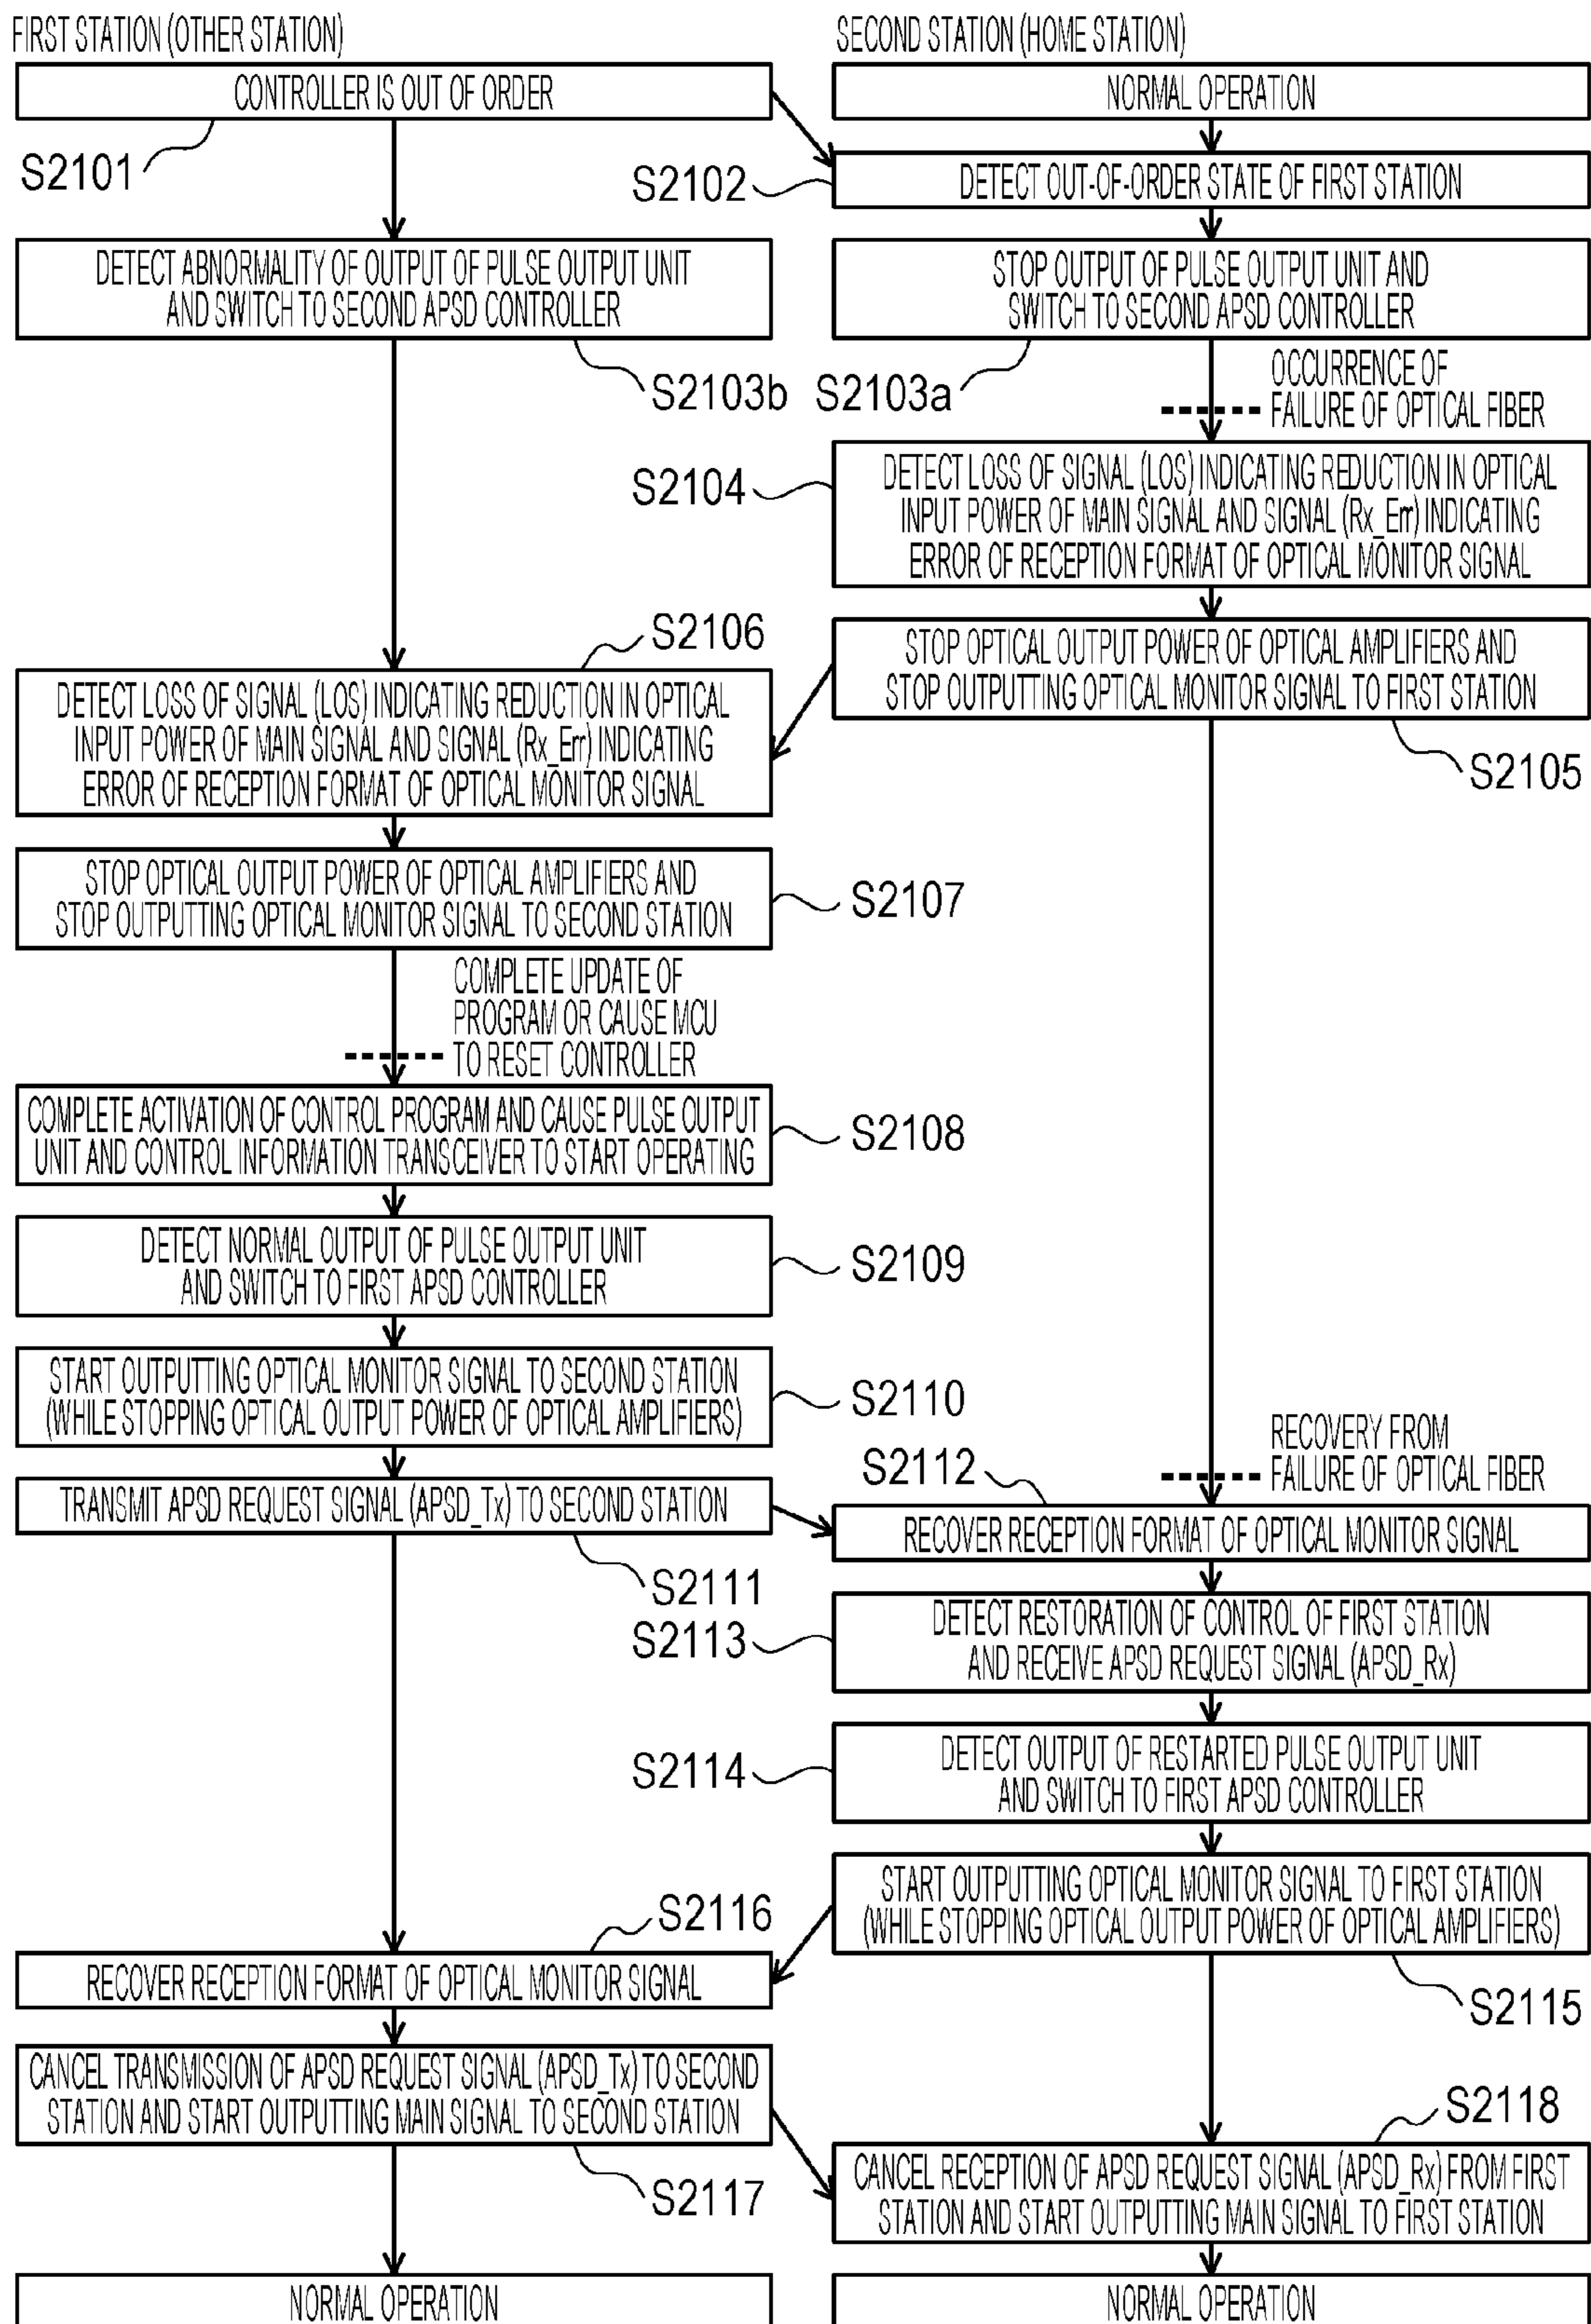 FIRST STATION (OTHER STATION)
SECOND STATION (HOME STATION)
CONTROLLER IS OUT OF ORDER
NORMAL OPERATION
S2101
S2102
DETECT OUT-OF-ORDER STATE OF FIRST STATION
DETECT ABNORMALITY OF OUTPUT OF PULSE OUTPUT UNIT
AND SWITCH TO SECOND APSD CONTROLLER
STOP OUTPUT OF PULSE OUTPUT UNIT AND
SWITCH TO SECOND APSD CONTROLLER
S2103b
S2103a
OCCURRENCE OF
FAILURE OF OPTICAL FIBER
S2104
DETECT LOSS OF SIGNAL (LOS) INDICATING REDUCTION IN OPTICAL
INPUT POWER OF MAIN SIGNAL AND SIGNAL (Rx_Err) INDICATING
ERROR OF RECEPTION FORMAT OF OPTICAL MONITOR SIGNAL
STOP OPTICAL OUTPUT POWER OF OPTICAL AMPLIFIERS AND
STOP OUTPUTTING OPTICAL MONITOR SIGNAL TO FIRST STATION
S2105
S2106
DETECT LOSS OF SIGNAL (LOS) INDICATING REDUCTION IN OPTICAL
INPUT POWER OF MAIN SIGNAL AND SIGNAL (Rx_Err) INDICATING
ERROR OF RECEPTION FORMAT OF OPTICAL MONITOR SIGNAL
STOP OPTICAL OUTPUT POWER OF OPTICAL AMPLIFIERS AND
STOP OUTPUTTING OPTICAL MONITOR SIGNAL TO SECOND STATION
S2107
COMPLETE UPDATE OF
PROGRAM OR CAUSE MCU
TO RESET CONTROLLER
COMPLETE ACTIVATION OF CONTROL PROGRAM AND CAUSE PULSE OUTPUT
UNIT AND CONTROL INFORMATION TRANSCEIVER TO START OPERATING
S2108
DETECT NORMAL OUTPUT OF PULSE OUTPUT UNIT
AND SWITCH TO FIRST APSD CONTROLLER
S2109
START OUTPUTTING OPTICAL MONITOR SIGNAL TO SECOND STATION
(WHILE STOPPING OPTICAL OUTPUT POWER OF OPTICAL AMPLIFIERS)
S2110
TRANSMIT APSD REQUEST SIGNAL (APSD_Tx) TO SECOND STATION
S2111
RECOVERY FROM
FAILURE OF OPTICAL FIBER
S2112
RECOVER RECEPTION FORMAT OF OPTICAL MONITOR SIGNAL
S2113
DETECT RESTORATION OF CONTROL OF FIRST STATION
AND RECEIVE APSD REQUEST SIGNAL (APSD_Rx)
S2114
DETECT OUTPUT OF RESTARTED PULSE OUTPUT UNIT
AND SWITCH TO FIRST APSD CONTROLLER
START OUTPUTTING OPTICAL MONITOR SIGNAL TO FIRST STATION
(WHILE STOPPING OPTICAL OUTPUT POWER OF OPTICAL AMPLIFIERS)
S2115
S2116
RECOVER RECEPTION FORMAT OF OPTICAL MONITOR SIGNAL
CANCEL TRANSMISSION OF APSD REQUEST SIGNAL (APSD_Tx) TO SECOND
STATION AND START OUTPUTTING MAIN SIGNAL TO SECOND STATION
S2117
S2118
CANCEL RECEPTION OF APSD REQUEST SIGNAL (APSD_Rx) FROM FIRST
STATION AND START OUTPUTTING MAIN SIGNAL TO FIRST STATION
NORMAL OPERATION
NORMAL OPERATION